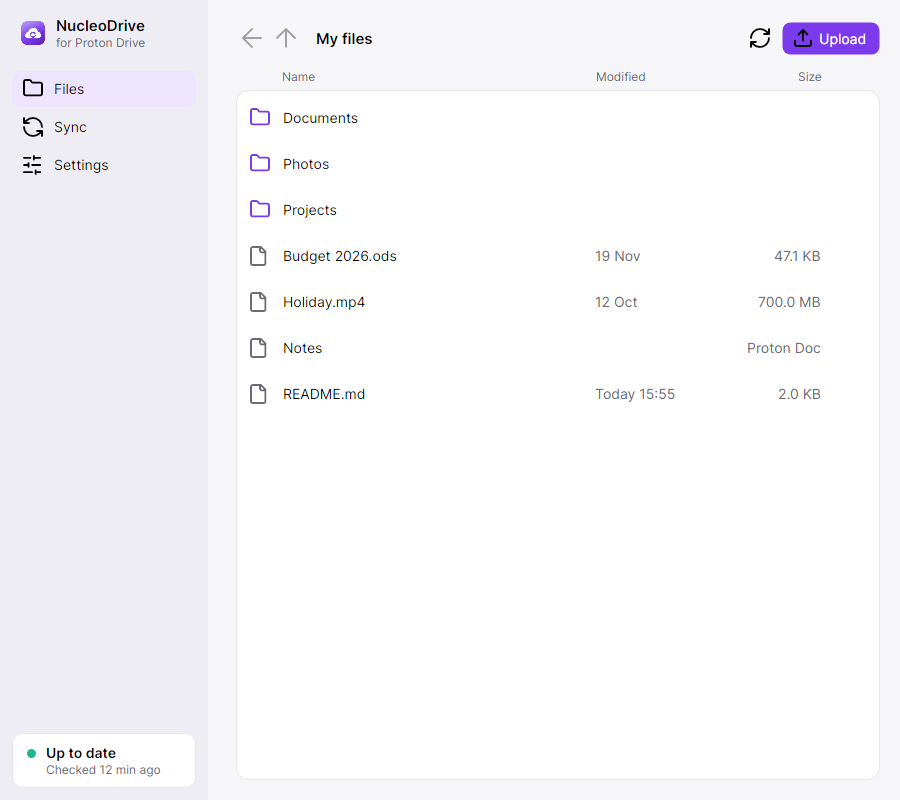 NucleoDrive
for Proton Drive
Files
Sync
Settings
Up to date
Checked 12 min ago
My files
Upload
Name Modified Size
Documents
Photos
Projects
Budget 2026.ods 19 Nov 47.1 KB
Holiday.mp4 12 Oct 700.0 MB
Notes Proton Doc
README.md Today 15:55 2.0 KB